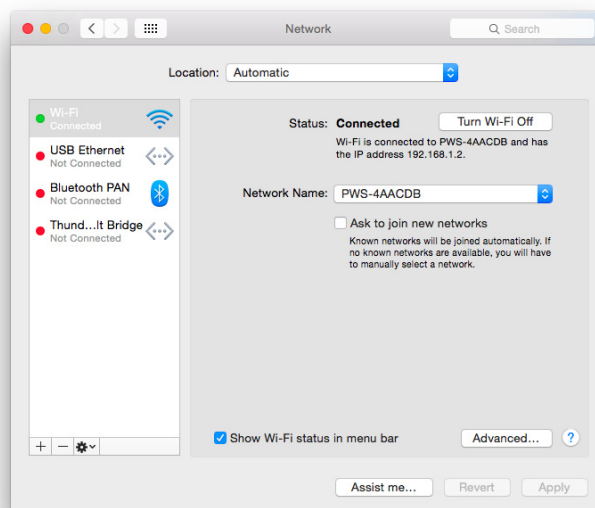 Network
Search
Location: Automatic
Wi-Fi
Connected
USB Ethernet
Not Connected
Bluetooth PAN
Not Connected
Thund...lt Bridge
Not Connected
Status: Connected
Turn Wi-Fi Off
Wi-Fi is connected to PWS-4AACDB and has
the IP address 192.168.1.2.
Network Name: PWS-4AACDB
Ask to join new networks
Known networks will be joined automatically. If
no known networks are available, you will have
to manually select a network.
Show Wi-Fi status in menu bar
Advanced...
?
Assist me...
Revert
Apply